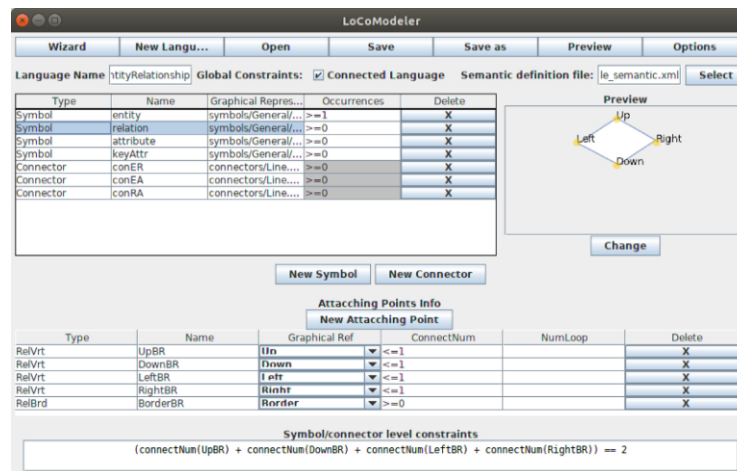 LoCoModeler
Wizard New Langu... Open Save Save as Preview Options
Language Name ntityRelationship Global Constraints: Connected Language Semantic definition file: le_semantic.xml Select
Type Name Graphical Repres... Occurrences Delete
Symbol entity symbols/General/... >=1 X
Symbol relation symbols/General/... >=0 X
Symbol attribute symbols/General/... >=0 X
Symbol keyAttr symbols/General/... >=0 X
Connector conER connectors/Line.... >=0 X
Connector conEA connectors/Line.... >=0 X
Connector conRA connectors/Line.... >=0 X
Preview
Up
Left Right
Down
Change
New Symbol New Connector
Attacching Points Info
New Attacching Point
Type Name Graphical Ref ConnectNum NumLoop Delete
RelVrt UpBR Up <=1 X
RelVrt DownBR Down <=1 X
RelVrt LeftBR Left <=1 X
RelVrt RightBR Right <=1 X
RelBrd BorderBR Border >=0 X
Symbol/connector level constraints
(connectNum(UpBR) + connectNum(DownBR) + connectNum(LeftBR) + connectNum(RightBR)) == 2